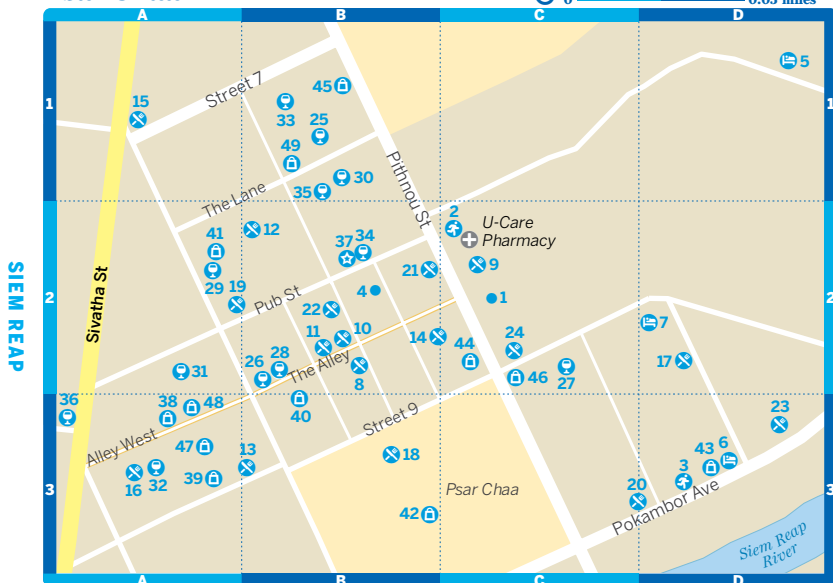 0
0.05 miles
A
B
C
D
5
15
Street 7
45
1
1
33
25
49
30
The Lane
35
Pithnou St
2
U-Care
Pharmacy
41
12
37
34
21
9
SIEM REAP
29
19
4
1
2
2
Sivatha St
Pub St
22
7
11
10
14
44
24
17
26
28
The Alley
31
8
46
27
36
38
48
40
Street 9
23
Alley West
47
13
18
43
6
16
32
39
3
3
3
Psar Chaa
20
42
Pokambor Ave
Siem Reap
River
A
B
C
D